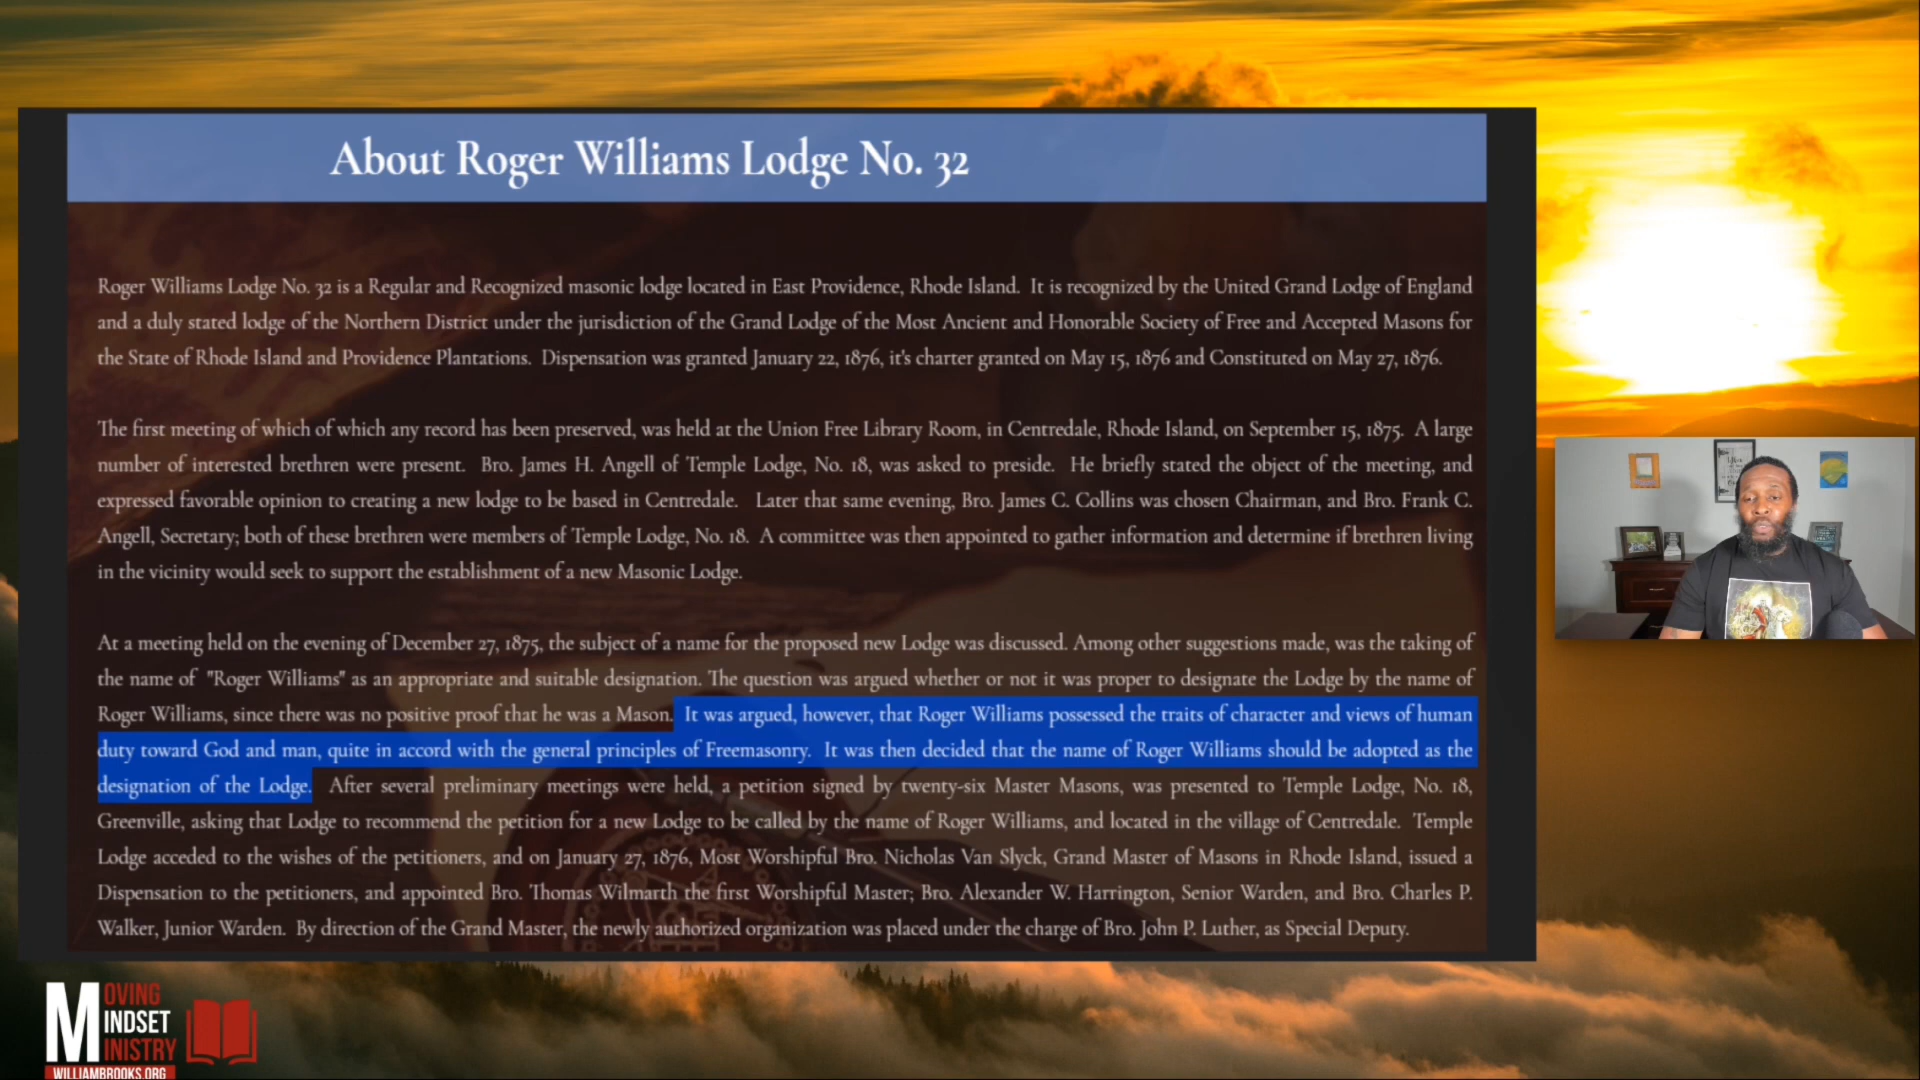 About Roger Williams Lodge No. 32
Roger Williams Lodge No. 32 is a Regular and Recognized masonic lodge located in East Providence, Rhode Island. It is recognized by the United Grand Lodge of England
and a duly stated lodge of the Northern District under the jurisdiction of the Grand Lodge of the Most Ancient and Honorable Society of Free and Accepted Masons for
the State of Rhode Island and Providence Plantations. Dispensation was granted January 22, 1876, it's charter granted on May 15, 1876 and Constituted on May 27, 1876.
The first meeting of which of which any record has been preserved, was held at the Union Free Library Room, in Centredale, Rhode Island, on September 15, 1875. A large
number of interested brethren were present. Bro. James H. Angell of Temple Lodge, No. 18, was asked to preside. He briefly stated the object of the meeting, and
expressed favorable opinion to creating a new lodge to be based in Centredale. Later that same evening, Bro. James C. Collins was chosen Chairman, and Bro. Frank C.
Angell, Secretary; both of these brethren were members of Temple Lodge, No. 18. A committee was then appointed to gather information and determine if brethren living
in the vicinity would seek to support the establishment of a new Masonic Lodge.
At a meeting held on the evening of December 27, 1875, the subject of a name for the proposed new Lodge was discussed. Among other suggestions made, was the taking of
the name of "Roger Williams" as an appropriate and suitable designation. The question was argued whether or not it was proper to designate the Lodge by the name of
Roger Williams, since there was no positive proof that he was a Mason. It was argued, however, that Roger Williams possessed the traits of character and views of human
duty toward God and man, quite in accord with the general principles of Freemasonry. It was then decided that the name of Roger Williams should be adopted as the
designation of the Lodge. After several preliminary meetings were held, a petition signed by twenty-six Master Masons, was presented to Temple Lodge, No. 18,
Greenville, asking that Lodge to recommend the petition for a new Lodge to be called by the name of Roger Williams, and located in the village of Centredale. Temple
Lodge acceded to the wishes of the petitioners, and on January 27, 1876, Most Worshipful Bro. Nicholas Van Slyck, Grand Master of Masons in Rhode Island, issued a
Dispensation to the petitioners, and appointed Bro. Thomas Wilmarth the first Worshipful Master; Bro. Alexander W. Harrington, Senior Warden, and Bro. Charles P.
Walker, Junior Warden. By direction of the Grand Master, the newly authorized organization was placed under the charge of Bro. John P. Luther, as Special Deputy.
MOVING
MINDSET
MINISTRY
WILLIAMBROOKS.ORG